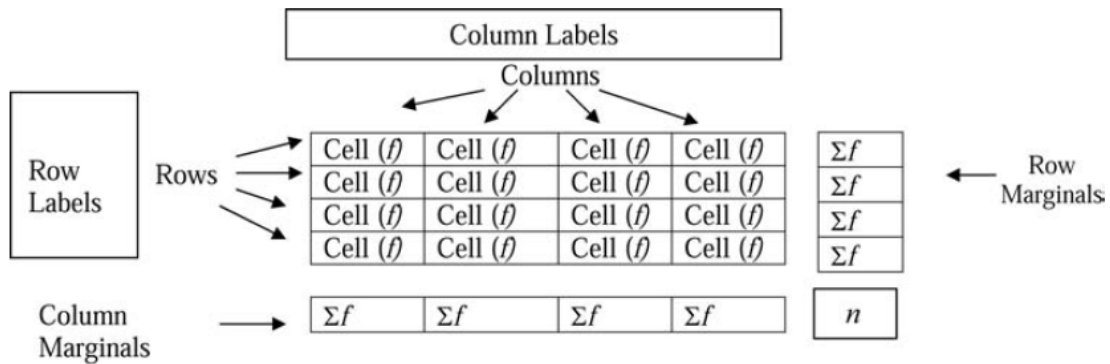 Column Labels
Columns
Row Labels
Rows
Cell (f) Cell (f) Cell (f) Cell (f) Σf
Cell (f) Cell (f) Cell (f) Cell (f) Σf
Cell (f) Cell (f) Cell (f) Cell (f) Σf
Cell (f) Cell (f) Cell (f) Cell (f) Σf
Row
Marginals
Column
Marginals
Σf Σf Σf Σf n